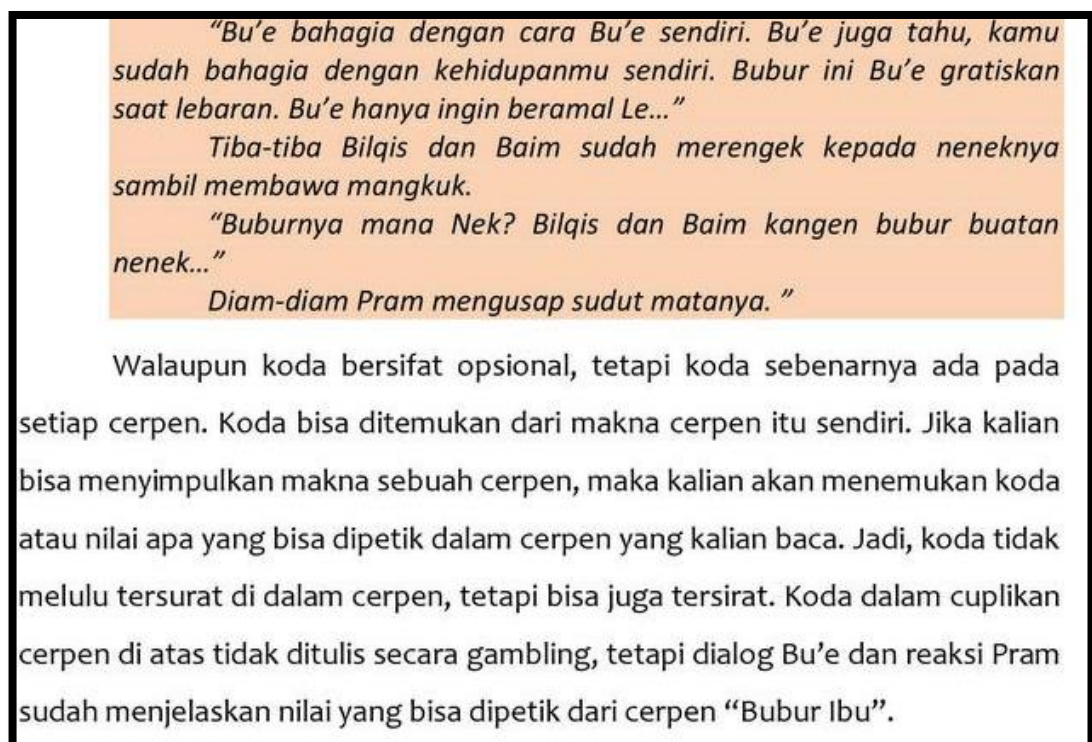 “Bu’e bahagia dengan cara Bu’e sendiri. Bu’e juga tahu, kamu
sudah bahagia dengan kehidupanmu sendiri. Bubur ini Bu’e gratiskan
saat lebaran. Bu’e hanya ingin beramal Le...”
Tiba-tiba Bilqis dan Baim sudah merengek kepada neneknya
sambil membawa mangkuk.
“Buburnya mana Nek? Bilqis dan Baim kangen bubur buatan
nenek...”
Diam-diam Pram mengusap sudut matanya. ”
Walaupun koda bersifat opsional, tetapi koda sebenarnya ada pada
setiap cerpen. Koda bisa ditemukan dari makna cerpen itu sendiri. Jika kalian
bisa menyimpulkan makna sebuah cerpen, maka kalian akan menemukan koda
atau nilai apa yang bisa dipetik dalam cerpen yang kalian baca. Jadi, koda tidak
melulu tersurat di dalam cerpen, tetapi bisa juga tersirat. Koda dalam cuplikan
cerpen di atas tidak ditulis secara gambling, tetapi dialog Bu’e dan reaksi Pram
sudah menjelaskan nilai yang bisa dipetik dari cerpen “Bubur Ibu”.